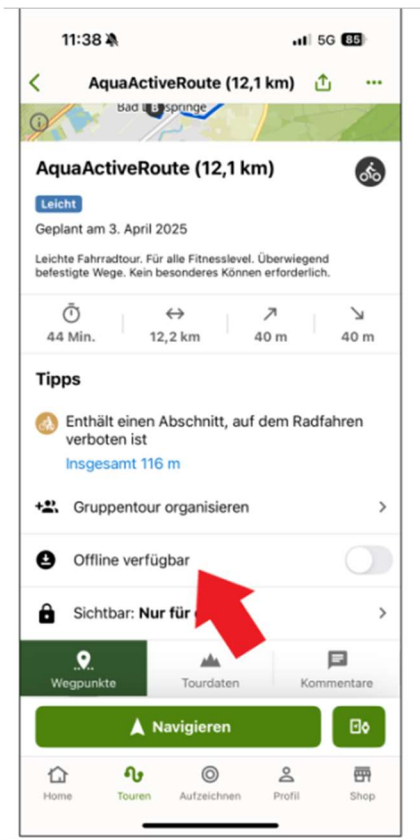 11:38 5G 85
AquaActiveRoute (12,1 km)
Bad springe
AquaActiveRoute (12,1 km)
Leicht
Geplant am 3. April 2025
Leichte Fahrradtour. Für alle Fitnesslevel. Überwiegend
befestigte Wege. Kein besonderes Können erforderlich.
44 Min. 12,2 km 40 m 40 m
Tipps
Enthält einen Abschnitt, auf dem Radfahren
verboten ist
Insgesamt 116 m
Gruppentour organisieren
Offline verfügbar
Sichtbar: Nur für
Wegpunkte Tourdaten Kommentare
Navigieren
Home Touren Aufzeichnen Profil Shop